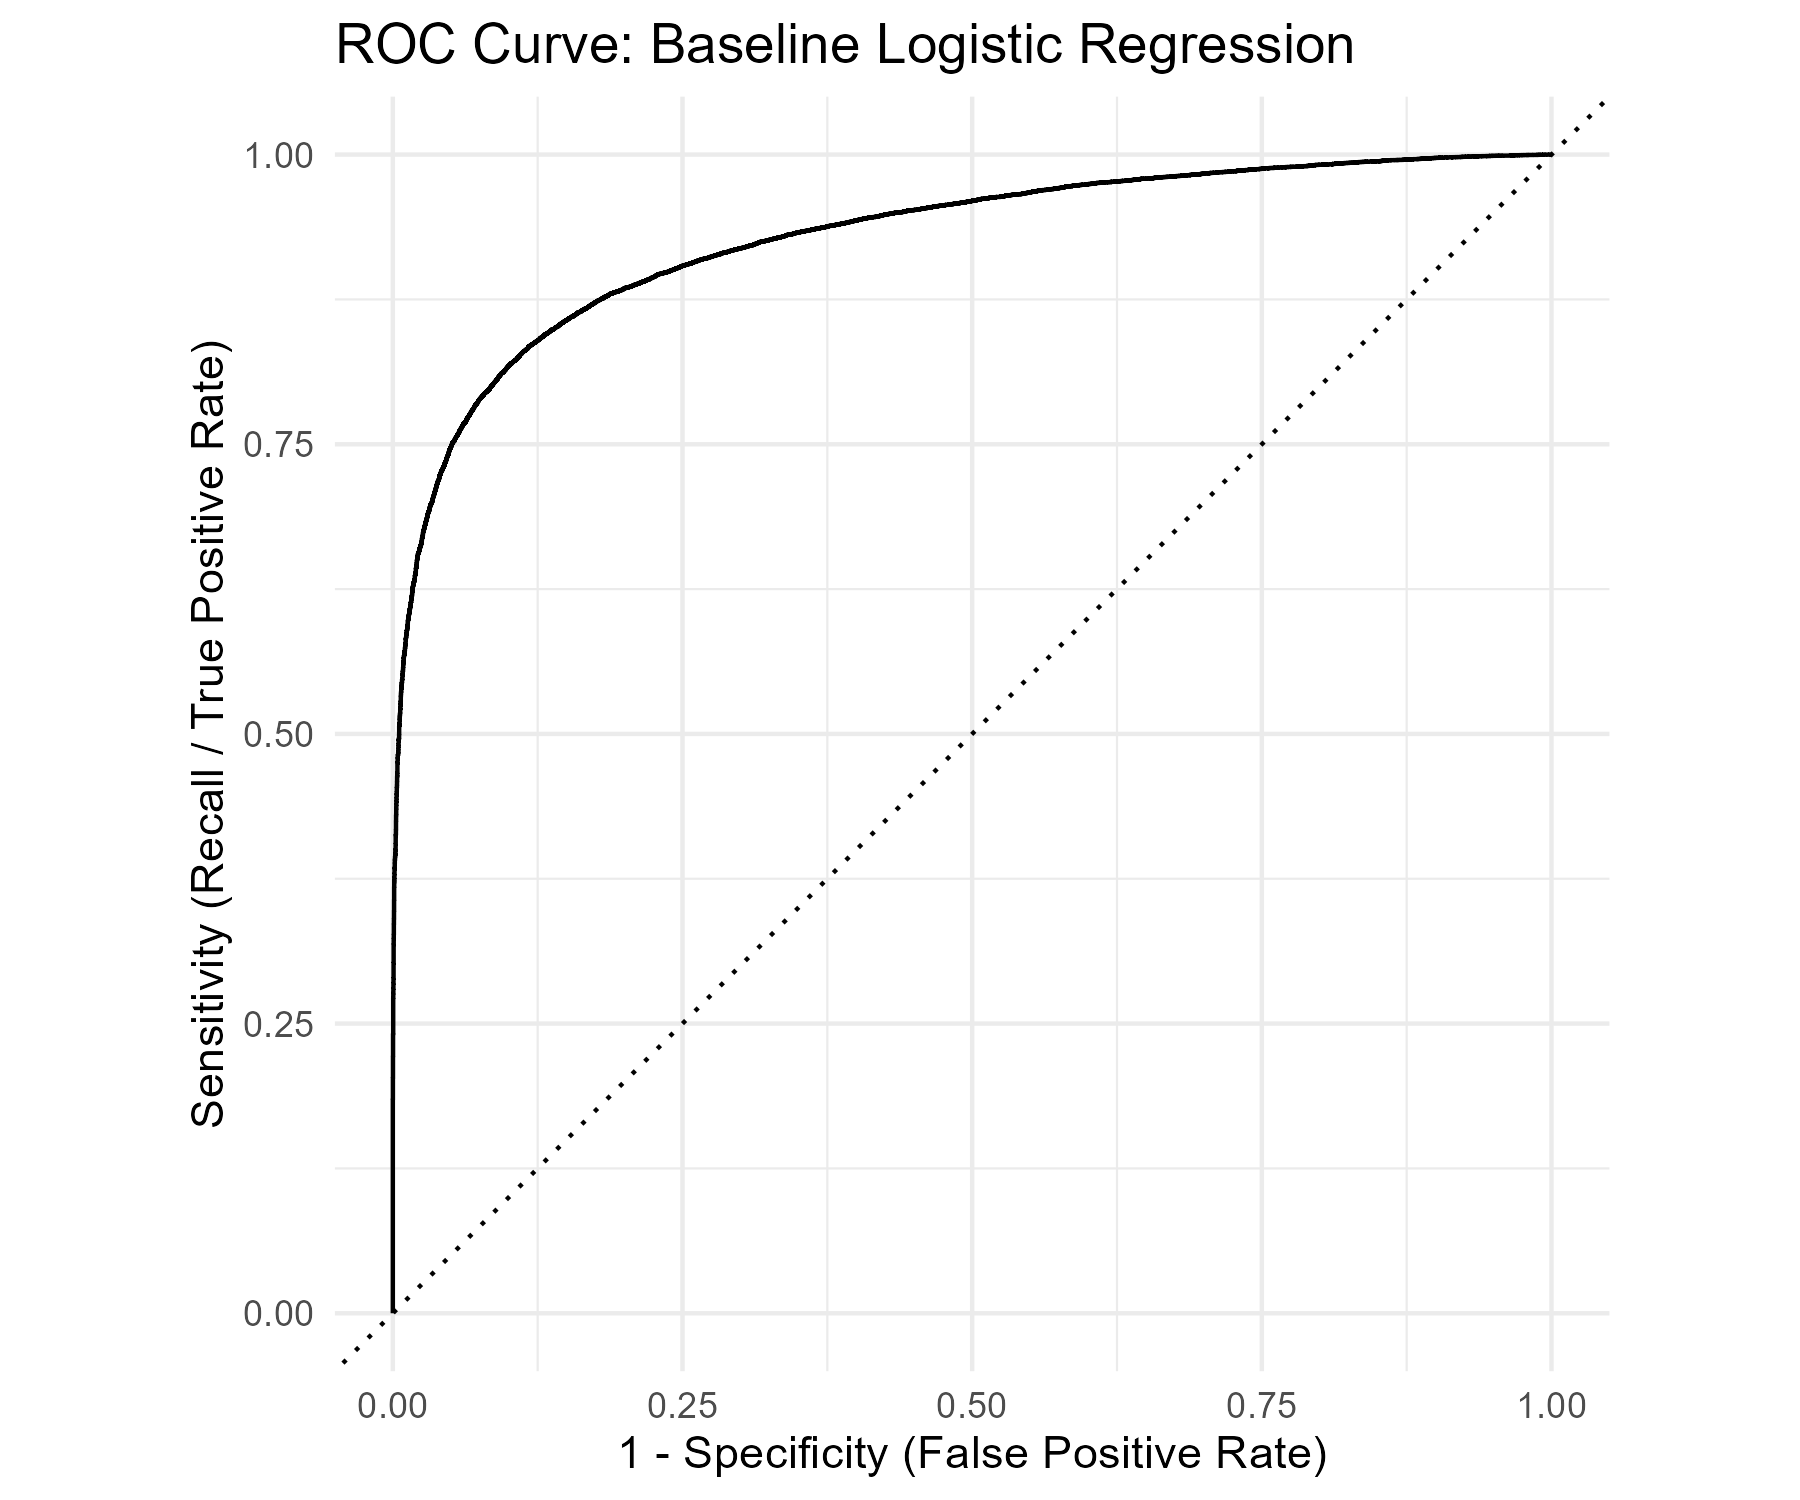 ROC Curve: Baseline Logistic Regression
Sensitivity (Recall / True Positive Rate)
1.00
0.75
0.50
0.25
0.00
0.00 0.25 0.50 0.75 1.00
1 - Specificity (False Positive Rate)